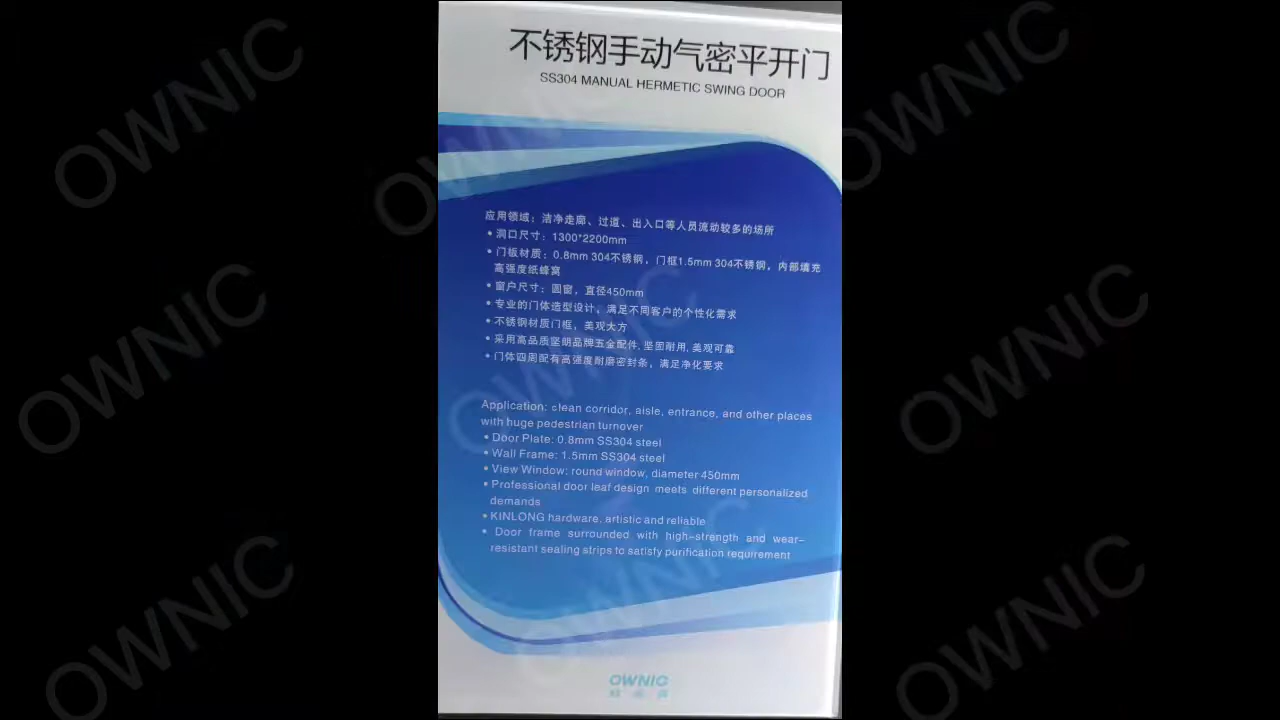 不锈钢手动气密平开门
SS304 MANUAL HERMETIC SWING DOOR
应用领域：洁净走廊、过道、出入口等人员流动较多的场所
• 洞口尺寸：1300*2200mm
• 门板材质：0.8mm 304不锈钢，门框1.5mm 304不锈钢，内部填充
高强度纸蜂窝
• 窗户尺寸：圆窗，直径450mm
• 专业的门体造型设计，满足不同客户的个性化需求
• 不锈钢材质门框，美观大方
• 采用高品质坚朗品牌五金配件,坚固耐用,美观可靠
• 门体四周配有高强度耐磨密封条，满足净化要求
Application: clean corridor, aisle, entrance, and other places
with huge pedestrian turnover
• Door Plate: 0.8mm SS304 steel
• Wall Frame: 1.5mm SS304 steel
• View Window: round window, diameter 450mm
• Professional door leaf design meets different personalized
demands
• KINLONG hardware, artistic and reliable
• Door frame surrounded with high-strength and wear-
resistant sealing strips to satisfy purification requirement
OWNIC
OWNIC
OWNIC
OWNIC
OWNIC
OWNIC
OWNIC
OWNIC
OWNIC
OWNIC